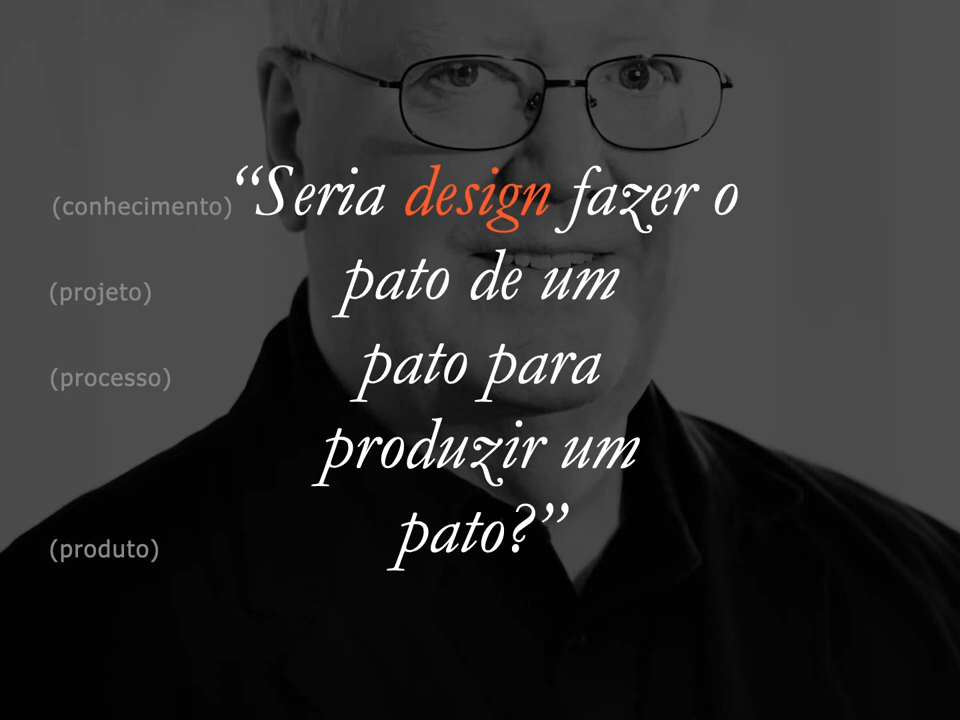 (conhecimento) “Seria design fazer o
(projeto) pato de um
(processo) pato para
produzir um
(produto) pato?”